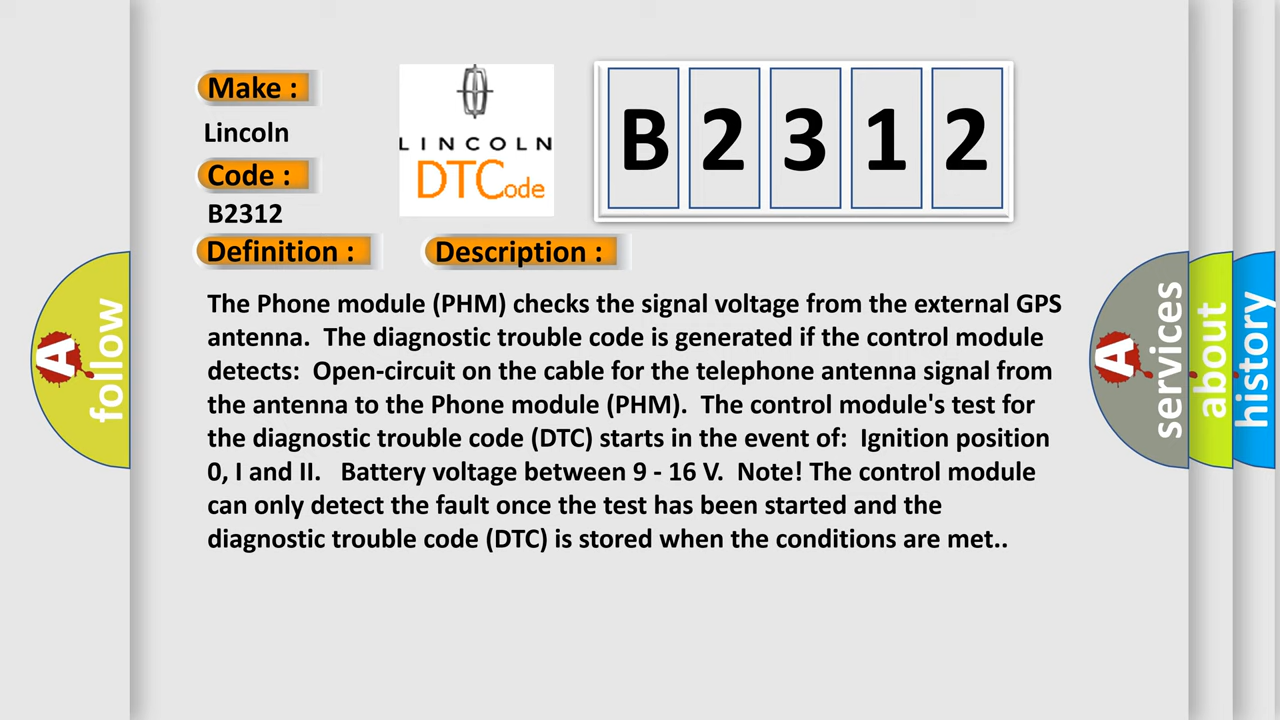 Make :
Lincoln
Code :
B2312
Definition :
Description :
LINCOLN
DTCode
B 2 3 1 2
The Phone module (PHM) checks the signal voltage from the external GPS
antenna. The diagnostic trouble code is generated if the control module
detects: Open-circuit on the cable for the telephone antenna signal from
the antenna to the Phone module (PHM). The control module's test for
the diagnostic trouble code (DTC) starts in the event of: Ignition position
0, I and II. Battery voltage between 9 - 16 V. Note! The control module
can only detect the fault once the test has been started and the
diagnostic trouble code (DTC) is stored when the conditions are met..
A follow
A services
about
history